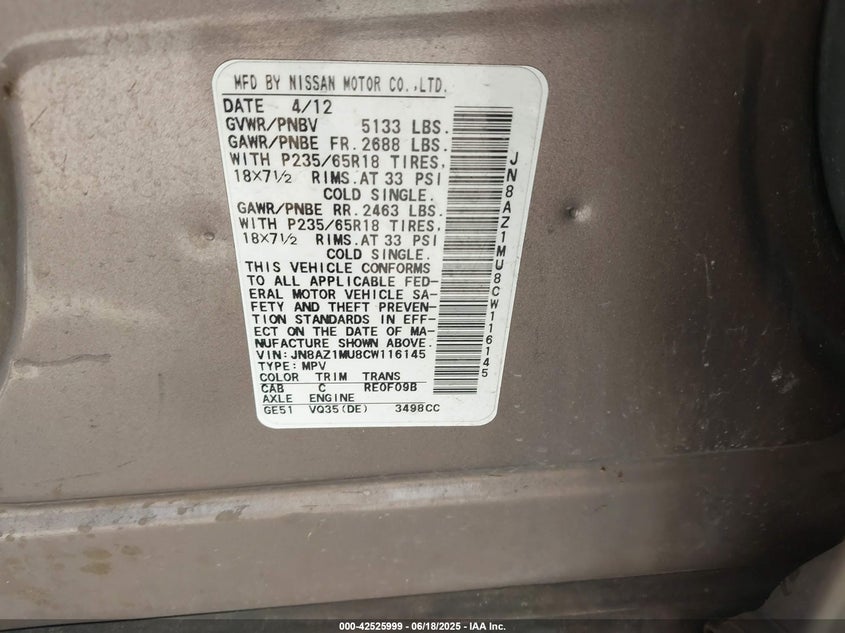 MFD BY NISSAN MOTOR CO.,LTD.
DATE 4/12
GVWR/PNBV 5133 LBS.
GAWR/PNBE FR. 2688 LBS.
WITH P235/65R18 TIRES,
18X7½ RIMS.AT 33 PSI
COLD SINGLE.
GAWR/PNBE RR. 2463 LBS.
WITH P235/65R18 TIRES,
18X7½ RIMS.AT 33 PSI
COLD SINGLE.
THIS VEHICLE CONFORMS
TO ALL APPLICABLE FED-
ERAL MOTOR VEHICLE SA-
FETY AND THEFT PREVEN-
TION STANDARDS IN EFF-
ECT ON THE DATE OF MA-
NUFACTURE SHOWN ABOVE.
VIN:JN8AZ1MU8CW116145
TYPE:MPV
COLOR TRIM TRANS
CAB C RE0F09B
AXLE ENGINE
GE51 VQ35(DE) 3498CC
JN8AZ1MU8CW116145
000-42525999 - 06/18/2025 - IAA Inc.